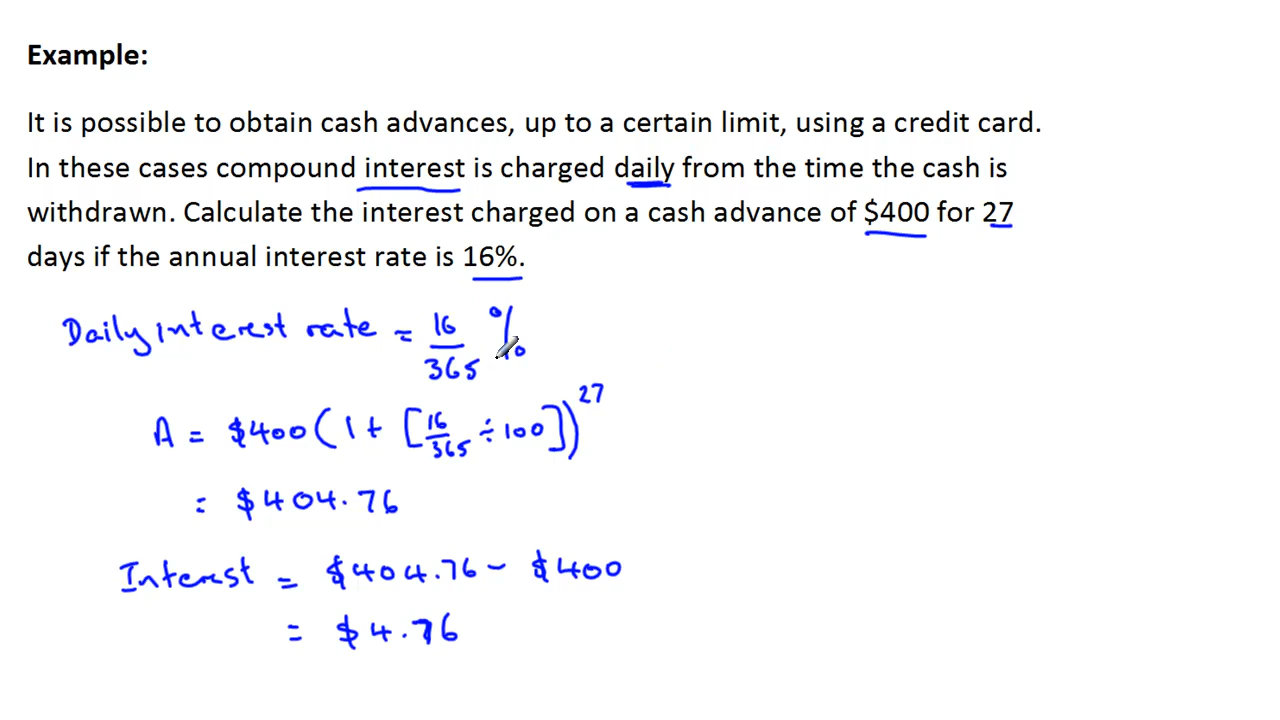 Example:
It is possible to obtain cash advances, up to a certain limit, using a credit card.
In these cases compound interest is charged daily from the time the cash is
withdrawn. Calculate the interest charged on a cash advance of $400 for 27
days if the annual interest rate is 16%.
Daily interest rate = 16/365 %
A = $400(1 + [16/365 ÷ 100])^27
= $404.76
Interest = $404.76 - $400
= $4.76